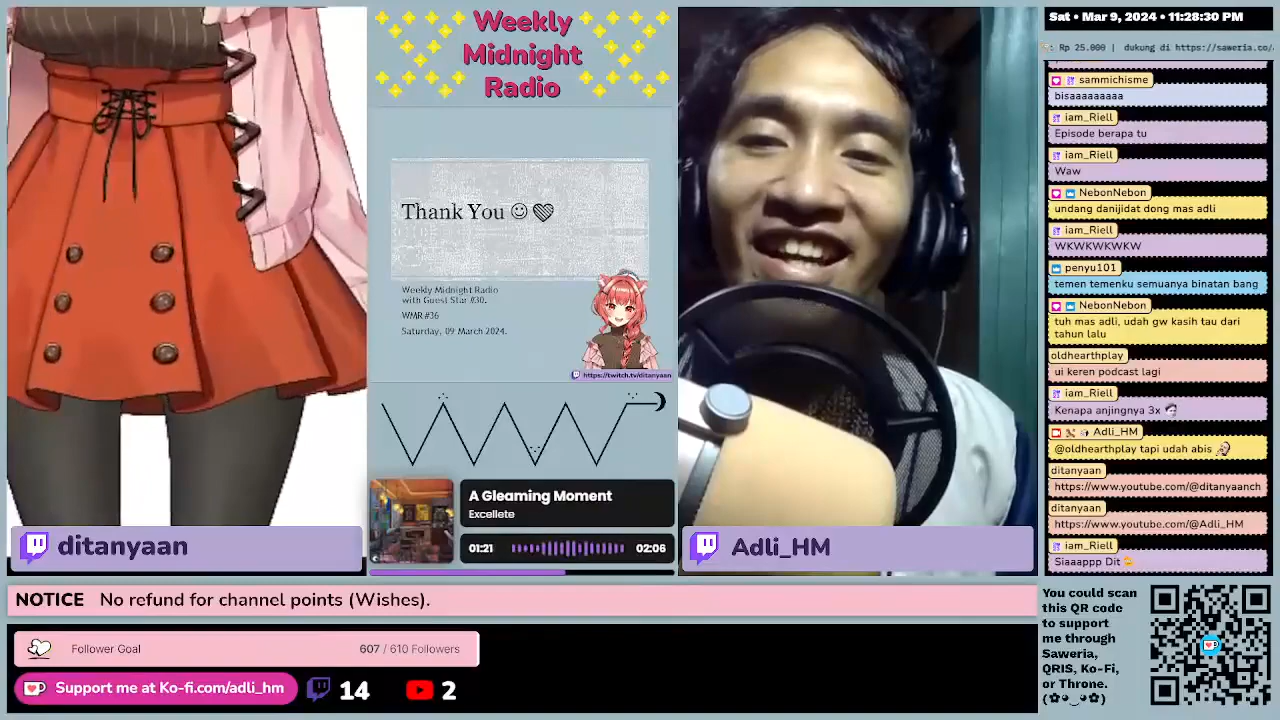 Weekly
Midnight
Radio
Thank You
Weekly Midnight Radio
with Guest Star #30.
WMR #36
Saturday, 09 March 2024.
https://twitch.tv/ditanyaan
A Gleaming Moment
Excellete
01:21
02:06
ditanyaan
Adli_HM
Sat • Mar 9, 2024 • 11:28:30 PM
Rp 25.000 | dukung di https://saweria.co/
sammichisme
bisaaaaaaaaa
iam_Riell
Episode berapa tu
iam_Riell
Waw
NebonNebon
undang danijidat dong mas adli
iam_Riell
WKWKWKWKW
penyu101
temen temenku semuanya binatan bang
NebonNebon
tuh mas adli, udah gw kasih tau dari
tahun lalu
oldhearthplay
ui keren podcast lagi
iam_Riell
Kenapa anjingnya 3x
Adli_HM
@oldhearthplay tapi udah abis
ditanyaan
https://www.youtube.com/@ditanyaanch
ditanyaan
https://www.youtube.com/@Adli_HM
iam_Riell
Siaaappp Dit
NOTICE No refund for channel points (Wishes).
Follower Goal 607 / 610 Followers
Support me at Ko-fi.com/adli_hm
14
2
You could scan
this QR code
to support
me through
Saweria,
QRIS, Ko-Fi,
or Throne.
(✿◕‿◕✿)